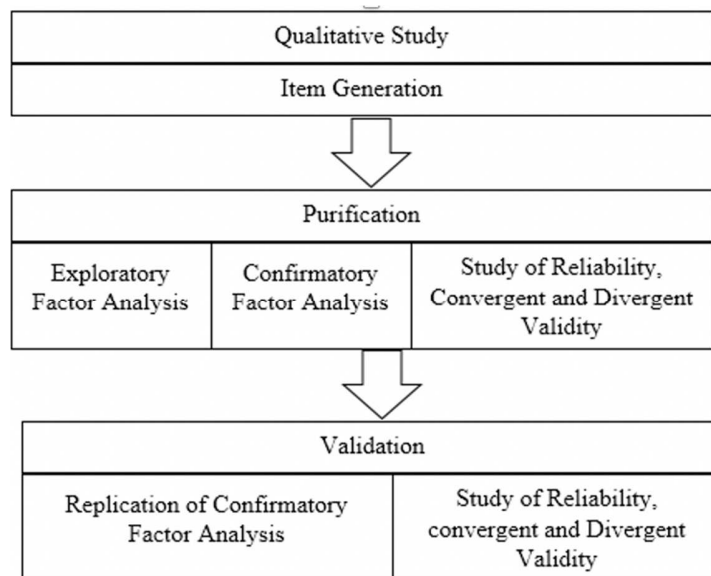 Qualitative Study
Item Generation
Purification
Exploratory
Factor Analysis
Confirmatory
Factor Analysis
Study of Reliability,
Convergent and Divergent
Validity
Validation
Replication of Confirmatory
Factor Analysis
Study of Reliability,
convergent and Divergent
Validity